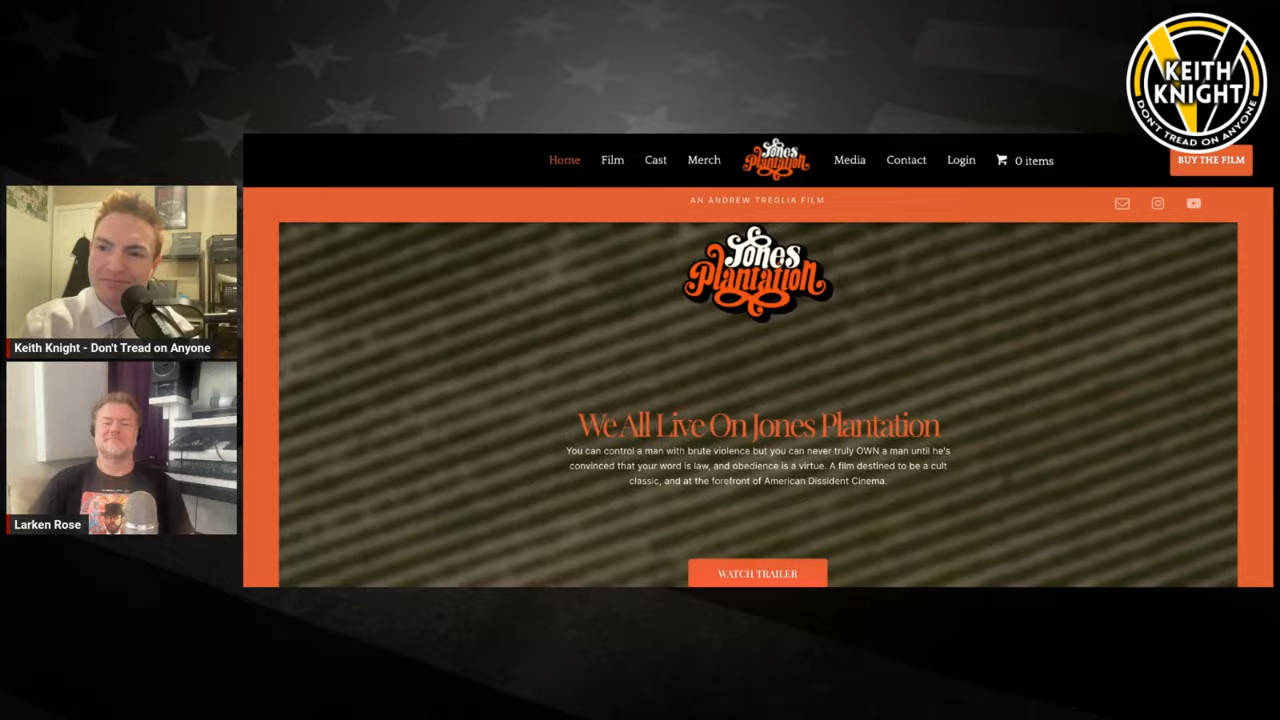 KEITH
KNIGHT
DON'T TREAD ON ANYONE
Home Film Cast Merch Jones Plantation Media Contact Login 0 items BUY THE FILM
AN ANDREW TREGLIA FILM
Jones
Plantation
We All Live On Jones Plantation
You can control a man with brute violence but you can never truly OWN a man until he's
convinced that your word is law, and obedience is a virtue. A film destined to be a cult
classic, and at the forefront of American Dissident Cinema.
WATCH TRAILER
Keith Knight - Don't Tread on Anyone
Larken Rose